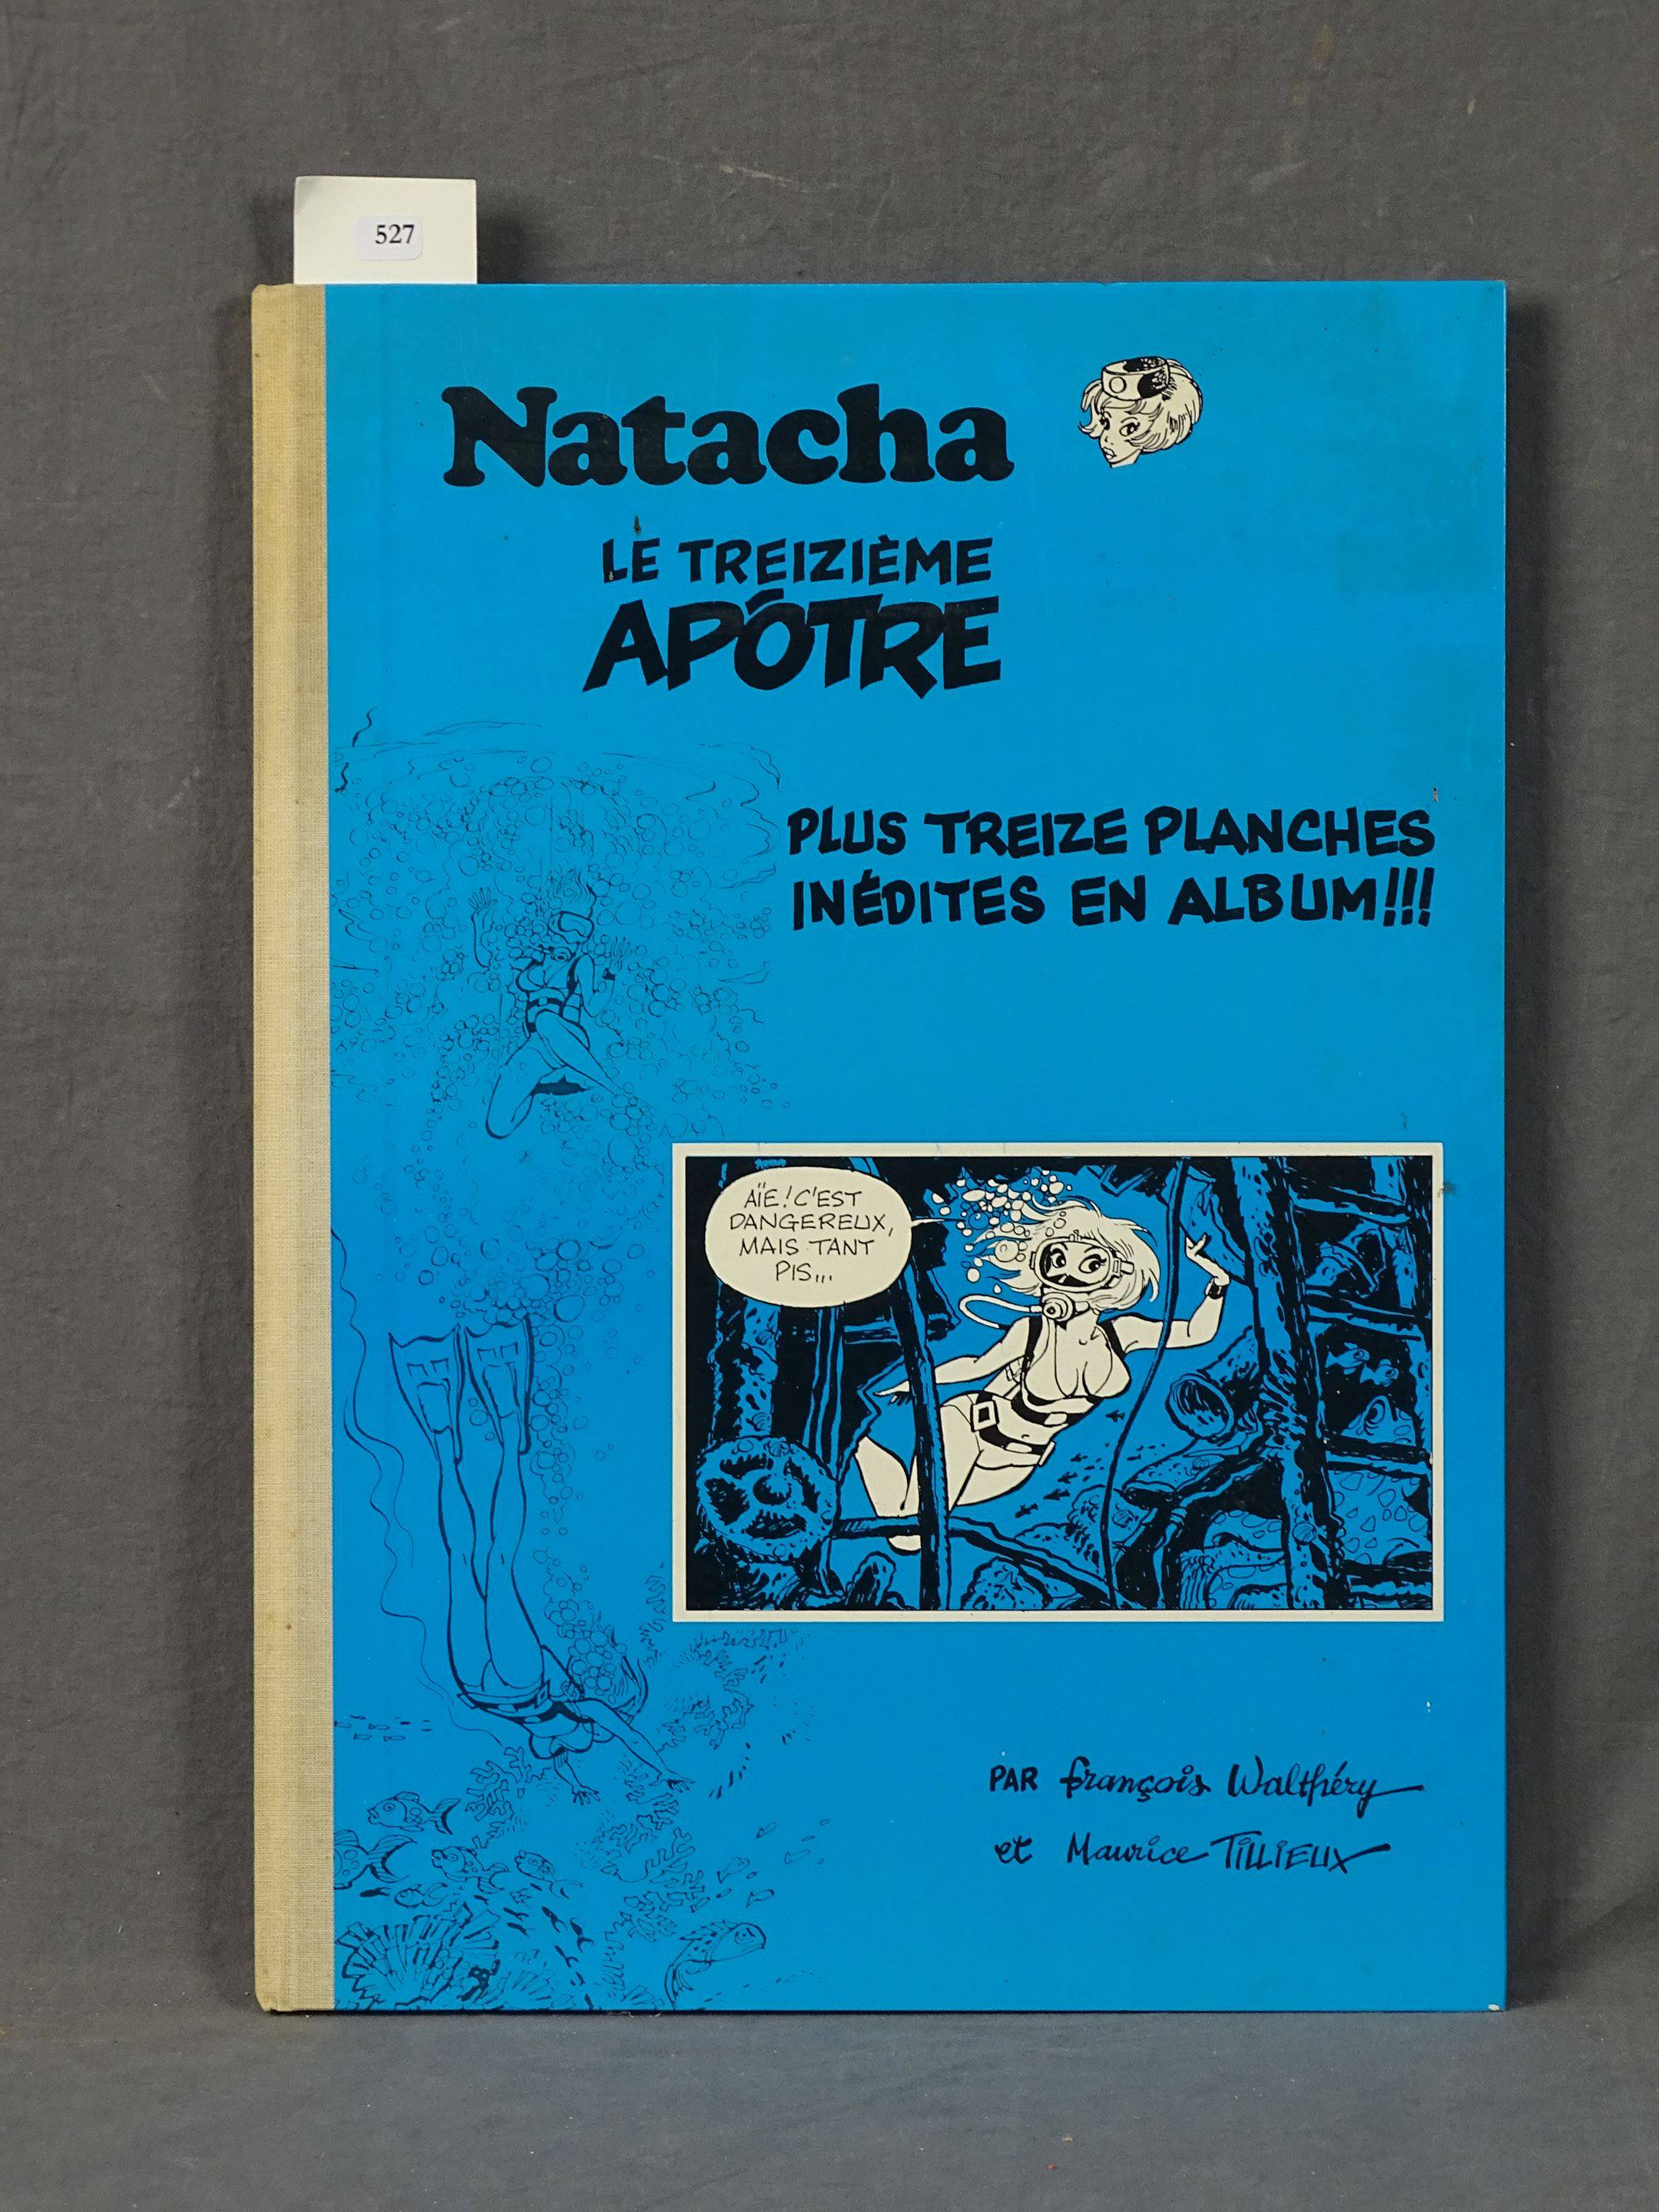 527
Natacha
LE TREIZIÈME
APÔTRE
PLUS TREIZE PLANCHES
INÉDITES EN ALBUM!!!
AÏE! C'EST
DANGEREUX,
MAIS TANT
PIS...
PAR François Walthéry
et Maurice TILLIEUX